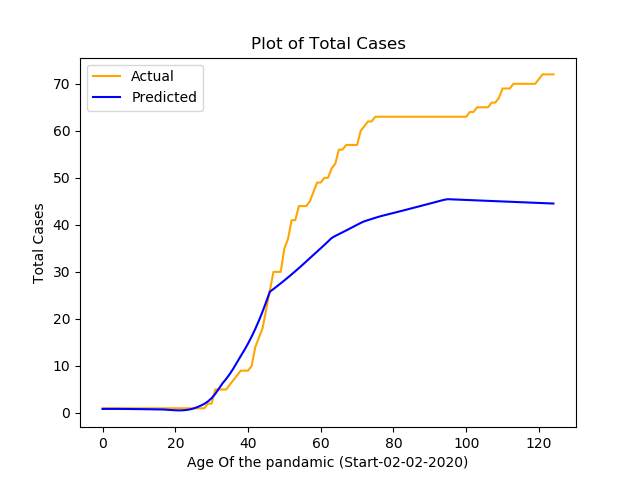 Plot of Total Cases
Actual
Predicted
Total Cases
70
60
50
40
30
20
10
0
0 20 40 60 80 100 120
Age Of the pandamic (Start-02-02-2020)